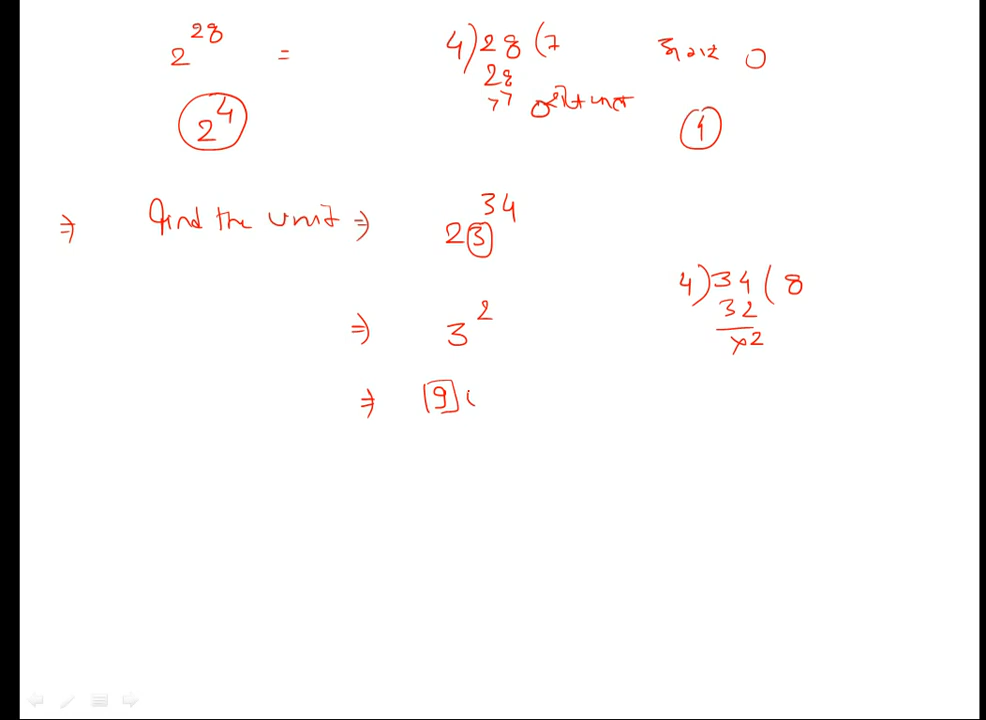 2^28 = 4)28(7 0
28
2^4 1
⇒ find the unit ⇒ 23^34
4)34(8
32
⇒ 3^2 ×2
⇒ 9